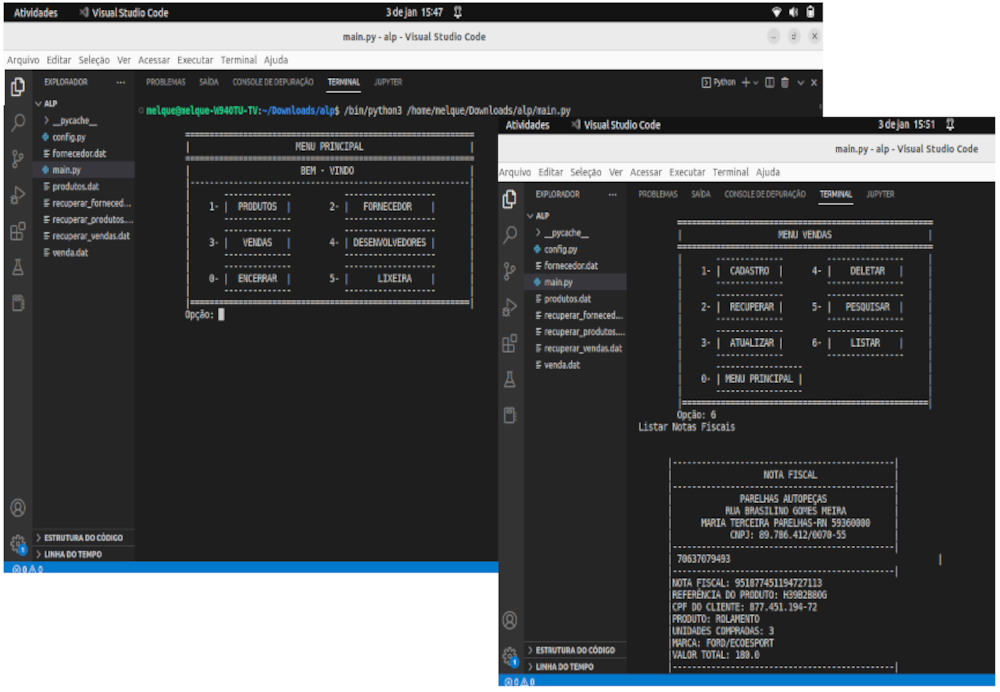 Atividades Visual Studio Code 3 de jan 15:47
main.py - alp - Visual Studio Code
Arquivo Editar Seleção Ver Acessar Executar Terminal Ajuda
EXPLORADOR ... PROBLEMAS SAÍDA CONSOLE DE DEPURAÇÃO TERMINAL JUPYTER Python
ALP
__pycache__
config.py
fornecedor.dat
main.py
produtos.dat
recuperar_forneced...
recuperar_produtos....
recuperar_vendas.dat
venda.dat
ESTRUTURA DO CÓDIGO
LINHA DO TEMPO
1
0 0
melque@melque-W940TU-TV:~/Downloads/alp$ /bin/python3 /home/melque/Downloads/alp/main.py
MENU PRINCIPAL
BEM - VINDO
1- | PRODUTOS | 2- | FORNECEDOR |
3- | VENDAS | 4- | DESENVOLVEDORES |
0- | ENCERRAR | 5- | LIXEIRA |
Opção:
Atividades Visual Studio Code 3 de jan 15:51
main.py - alp - Visual Studio Code
Arquivo Editar Seleção Ver Acessar Executar Terminal Ajuda
EXPLORADOR ... PROBLEMAS SAÍDA CONSOLE DE DEPURAÇÃO TERMINAL JUPYTER
ALP
__pycache__
config.py
fornecedor.dat
main.py
produtos.dat
recuperar_forneced...
recuperar_produtos....
recuperar_vendas.dat
venda.dat
ESTRUTURA DO CÓDIGO
LINHA DO TEMPO
1
0 0
MENU VENDAS
1- | CADASTRO | 4- | DELETAR |
2- | RECUPERAR | 5- | PESQUISAR |
3- | ATUALIZAR | 6- | LISTAR |
0- | MENU PRINCIPAL |
Opção: 6
Listar Notas Fiscais
NOTA FISCAL
PARELHAS AUTOPEÇAS
RUA BRASILINO GOMES MEIRA
MARIA TERCEIRA PARELHAS-RN 59360000
CNPJ: 89.786.412/0070-55
70637079493
NOTA FISCAL: 951877451194727113
REFERÊNCIA DO PRODUTO: H39B2B80G
CPF DO CLIENTE: 877.451.194-72
PRODUTO: ROLAMENTO
UNIDADES COMPRADAS: 3
MARCA: FORD/ECOESPORT
VALOR TOTAL: 180.0